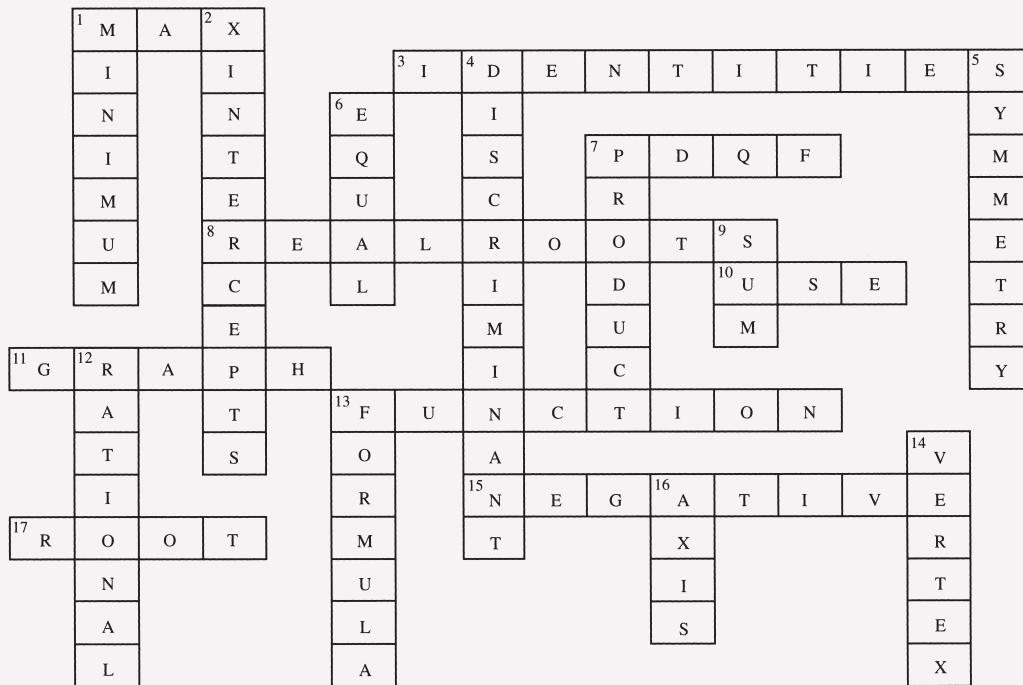 1 M A 2 X
I I 3 I 4 D E N T I T I E 5 S
N N 6 E I Y
I T Q S 7 P D Q F M
M E U C R M
U 8 R E A L R O O T 9 S E
M C L I D 10 U S E T
E M U M R
11 G 12 R A P H I C Y
A T 13 F U N C T I O N
T S O A 14 V
I R 15 N E G 16 A T I V E
17 R O O T M T X R
N U I T
A L S E
L A X